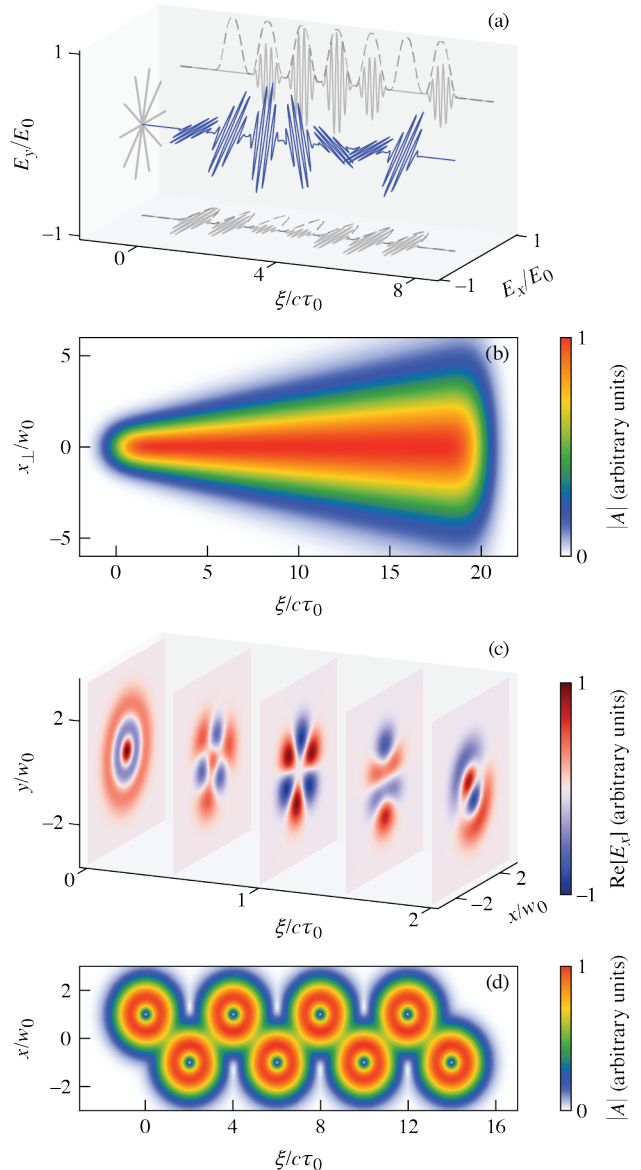 (a)
1
E_y/E_0
−1
0
4
8
ξ/cτ_0
−1
1
E_x/E_0
(b)
5
0
−5
x_⊥/w_0
0
5
10
15
20
ξ/cτ_0
1
0
|A| (arbitrary units)
(c)
2
−2
y/w_0
0
1
2
ξ/cτ_0
−2
2
x/w_0
1
−1
Re[E_x] (arbitrary units)
(d)
2
0
−2
x/w_0
0
4
8
12
16
ξ/cτ_0
1
0
|A| (arbitrary units)